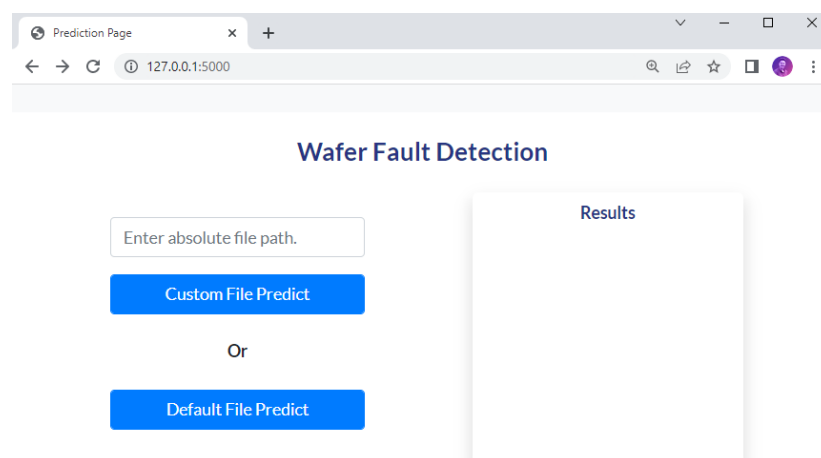 Prediction Page
127.0.0.1:5000
Wafer Fault Detection
Enter absolute file path.
Custom File Predict
Or
Default File Predict
Results